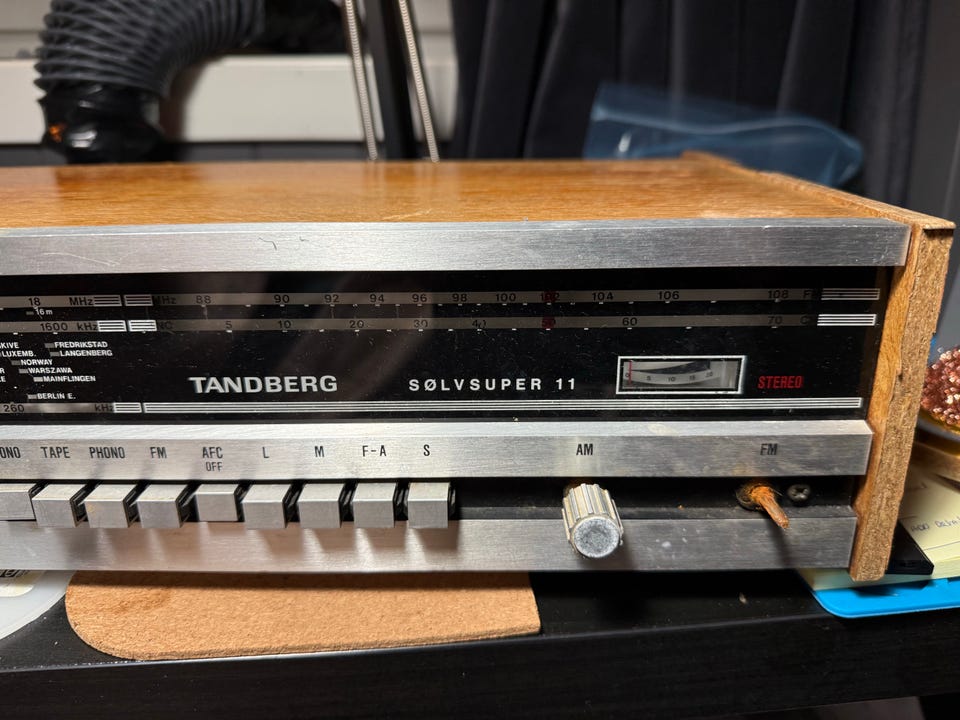 18 MHz MHz 88 90 92 94 96 98 100 102 104 106 108
16m
1600 kHz 5 10 20 30 40 50 60 70
FREDRIKSTAD
LUXEMB. LANGENBERG
NORWAY
WARSZAWA
MAINFLINGEN
BERLIN E.
TANDBERG SØLVSUPER 11 0 5 10 15 20 STEREO
260 kHz
TAPE PHONO FM AFC L M F-A S AM FM
OFF